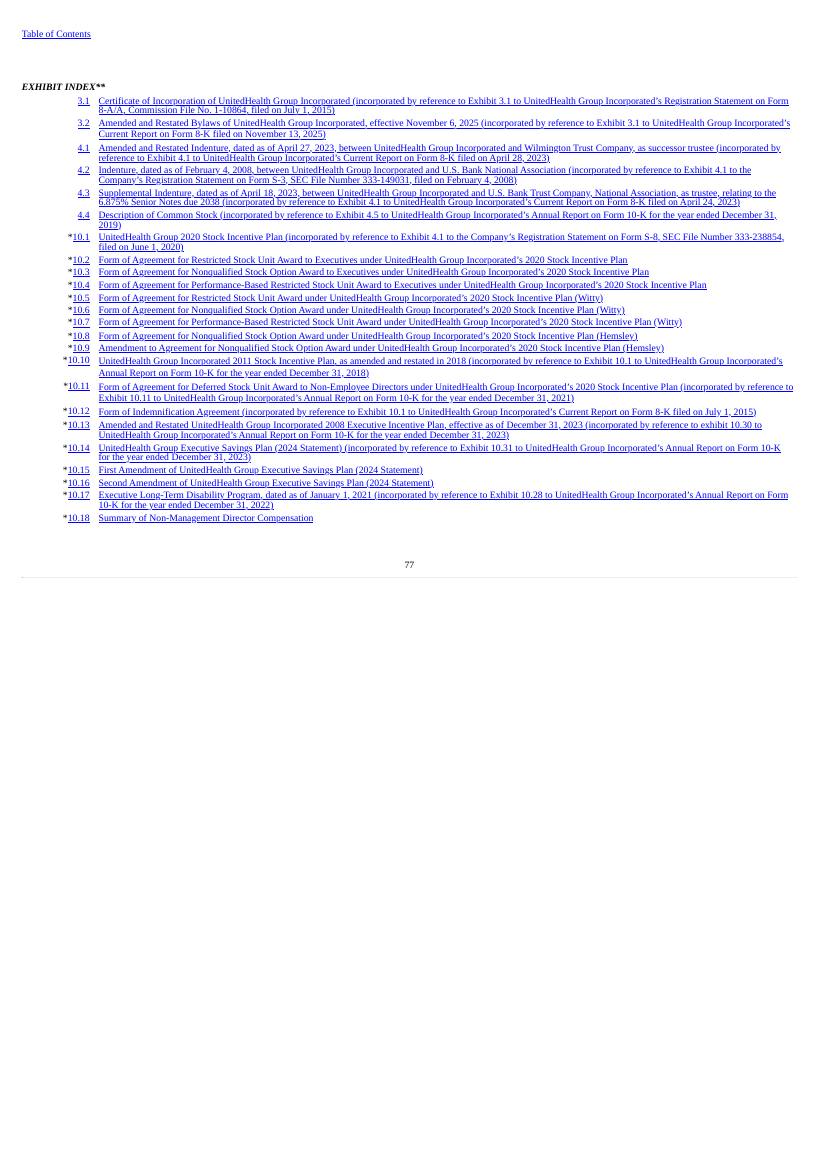 Table of Contents
EXHIBIT INDEX**
3.1 Certificate of Incorporation of UnitedHealth Group Incorporated (incorporated by reference to Exhibit 3.1 to UnitedHealth Group Incorporated’s Registration Statement on Form
8-A/A, Commission File No. 1-10864, filed on July 1, 2015)
3.2 Amended and Restated Bylaws of UnitedHealth Group Incorporated, effective November 6, 2025 (incorporated by reference to Exhibit 3.1 to UnitedHealth Group Incorporated’s
Current Report on Form 8-K filed on November 13, 2025)
4.1 Amended and Restated Indenture, dated as of April 27, 2023, between UnitedHealth Group Incorporated and Wilmington Trust Company, as successor trustee (incorporated by
reference to Exhibit 4.1 to UnitedHealth Group Incorporated’s Current Report on Form 8-K filed on April 28, 2023)
4.2 Indenture, dated as of February 4, 2008, between UnitedHealth Group Incorporated and U.S. Bank National Association (incorporated by reference to Exhibit 4.1 to the
Company’s Registration Statement on Form S-3, SEC File Number 333-149031, filed on February 4, 2008)
4.3 Supplemental Indenture, dated as of April 18, 2023, between UnitedHealth Group Incorporated and U.S. Bank Trust Company, National Association, as trustee, relating to the
6.875% Senior Notes due 2038 (incorporated by reference to Exhibit 4.1 to UnitedHealth Group Incorporated’s Current Report on Form 8-K filed on April 24, 2023)
4.4 Description of Common Stock (incorporated by reference to Exhibit 4.5 to UnitedHealth Group Incorporated’s Annual Report on Form 10-K for the year ended December 31,
2019)
*10.1 UnitedHealth Group 2020 Stock Incentive Plan (incorporated by reference to Exhibit 4.1 to the Company’s Registration Statement on Form S-8, SEC File Number 333-238854,
filed on June 1, 2020)
*10.2 Form of Agreement for Restricted Stock Unit Award to Executives under UnitedHealth Group Incorporated’s 2020 Stock Incentive Plan
*10.3 Form of Agreement for Nonqualified Stock Option Award to Executives under UnitedHealth Group Incorporated’s 2020 Stock Incentive Plan
*10.4 Form of Agreement for Performance-Based Restricted Stock Unit Award to Executives under UnitedHealth Group Incorporated’s 2020 Stock Incentive Plan
*10.5 Form of Agreement for Restricted Stock Unit Award under UnitedHealth Group Incorporated’s 2020 Stock Incentive Plan (Witty)
*10.6 Form of Agreement for Nonqualified Stock Option Award under UnitedHealth Group Incorporated’s 2020 Stock Incentive Plan (Witty)
*10.7 Form of Agreement for Performance-Based Restricted Stock Unit Award under UnitedHealth Group Incorporated’s 2020 Stock Incentive Plan (Witty)
*10.8 Form of Agreement for Nonqualified Stock Option Award under UnitedHealth Group Incorporated’s 2020 Stock Incentive Plan (Hemsley)
*10.9 Amendment to Agreement for Nonqualified Stock Option Award under UnitedHealth Group Incorporated’s 2020 Stock Incentive Plan (Hemsley)
*10.10 UnitedHealth Group Incorporated 2011 Stock Incentive Plan, as amended and restated in 2018 (incorporated by reference to Exhibit 10.1 to UnitedHealth Group Incorporated’s
Annual Report on Form 10-K for the year ended December 31, 2018)
*10.11 Form of Agreement for Deferred Stock Unit Award to Non-Employee Directors under UnitedHealth Group Incorporated’s 2020 Stock Incentive Plan (incorporated by reference to
Exhibit 10.11 to UnitedHealth Group Incorporated’s Annual Report on Form 10-K for the year ended December 31, 2021)
*10.12 Form of Indemnification Agreement (incorporated by reference to Exhibit 10.1 to UnitedHealth Group Incorporated’s Current Report on Form 8-K filed on July 1, 2015)
*10.13 Amended and Restated UnitedHealth Group Incorporated 2008 Executive Incentive Plan, effective as of December 31, 2023 (incorporated by reference to exhibit 10.30 to
UnitedHealth Group Incorporated’s Annual Report on Form 10-K for the year ended December 31, 2023)
*10.14 UnitedHealth Group Executive Savings Plan (2024 Statement) (incorporated by reference to Exhibit 10.31 to UnitedHealth Group Incorporated’s Annual Report on Form 10-K
for the year ended December 31, 2023)
*10.15 First Amendment of UnitedHealth Group Executive Savings Plan (2024 Statement)
*10.16 Second Amendment of UnitedHealth Group Executive Savings Plan (2024 Statement)
*10.17 Executive Long-Term Disability Program, dated as of January 1, 2021 (incorporated by reference to Exhibit 10.28 to UnitedHealth Group Incorporated’s Annual Report on Form
10-K for the year ended December 31, 2022)
*10.18 Summary of Non-Management Director Compensation
77